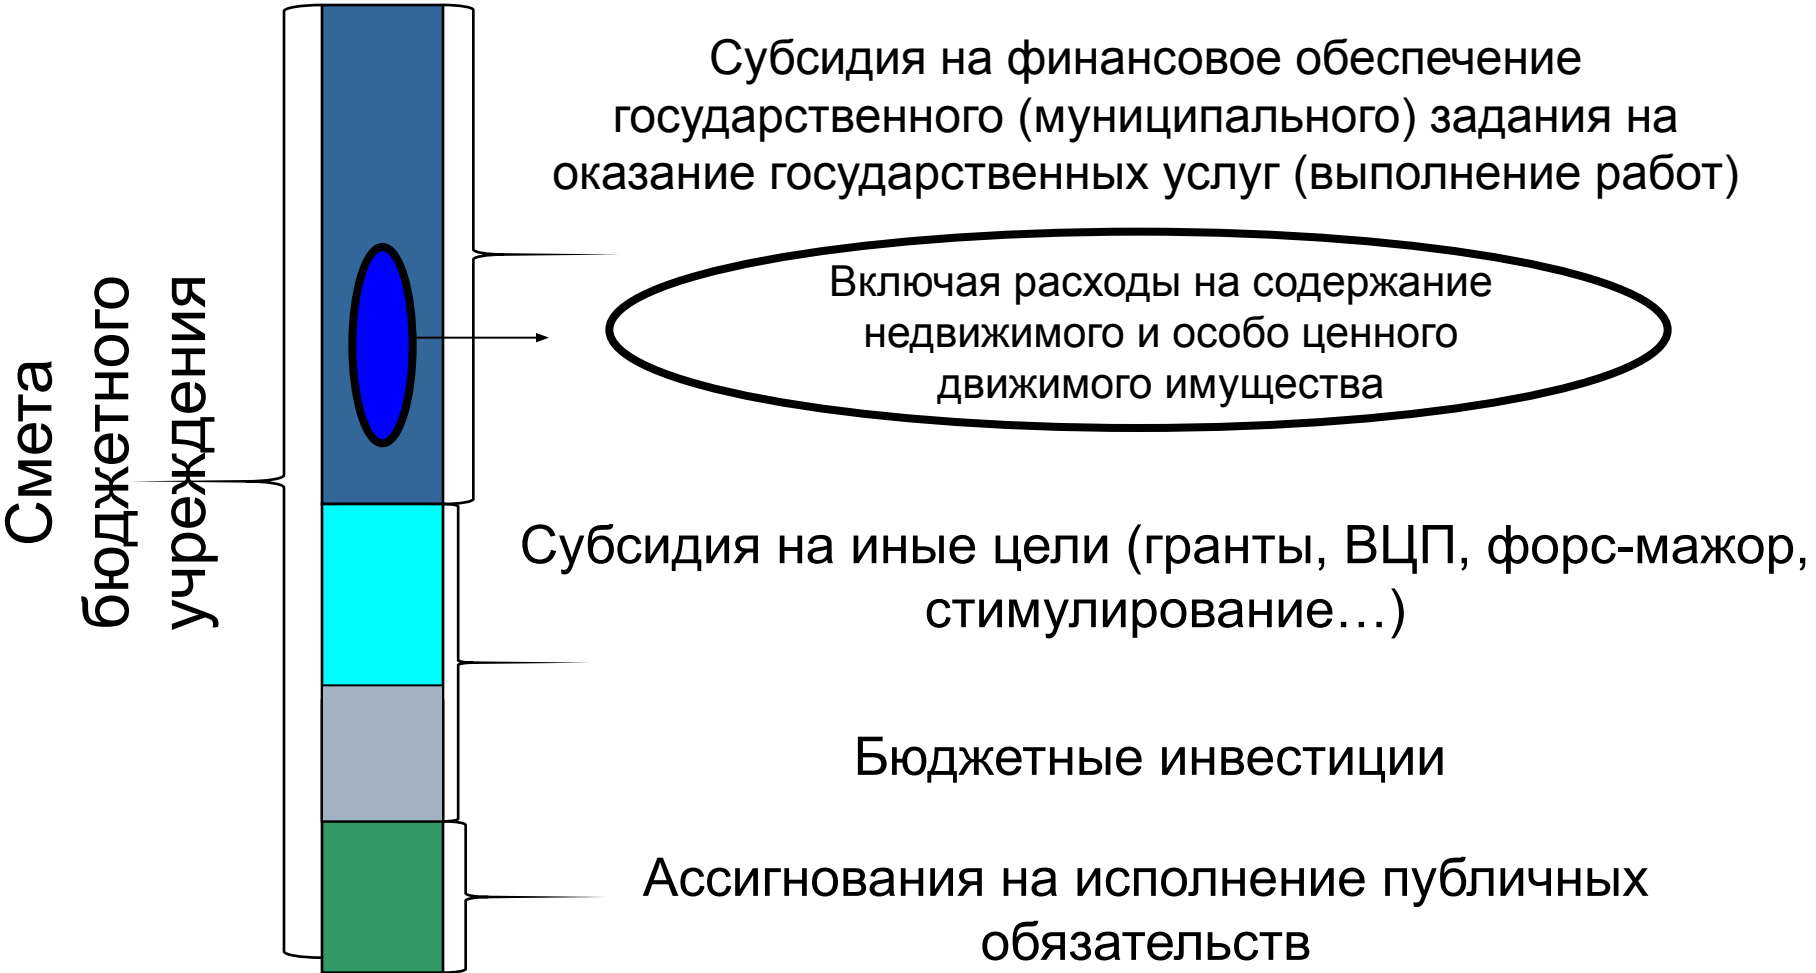 Смета
бюджетного
учреждения
Субсидия на финансовое обеспечение
государственного (муниципального) задания на
оказание государственных услуг (выполнение работ)
Включая расходы на содержание
недвижимого и особо ценного
движимого имущества
Субсидия на иные цели (гранты, ВЦП, форс-мажор,
стимулирование…)
Бюджетные инвестиции
Ассигнования на исполнение публичных
обязательств